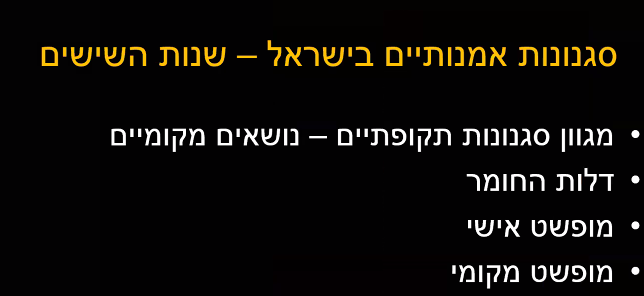 סגנונות אמנותיים בישראל – שנות השישים
• מגוון סגנונות תקופתיים – נושאים מקומיים
• דלות החומר
• מופשט אישי
• מופשט מקומי